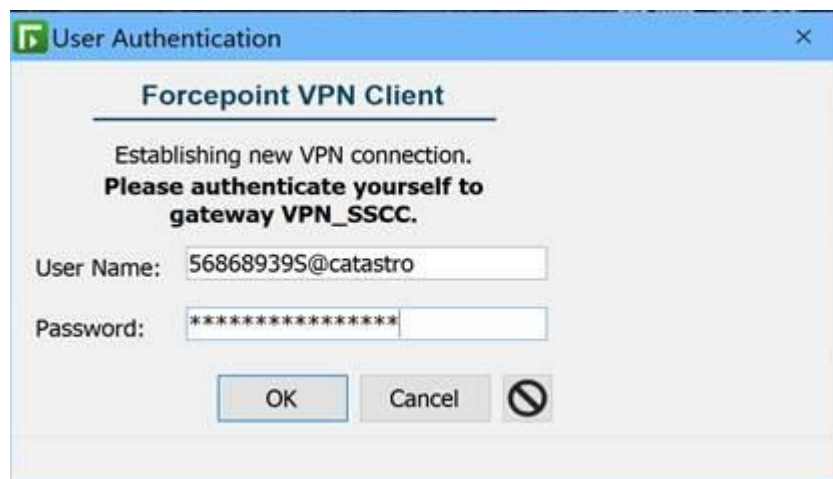 User Authentication
Forcepoint VPN Client
Establishing new VPN connection.
Please authenticate yourself to
gateway VPN_SSCC.
User Name: 56868939S@catastro
Password: ****************
OK Cancel